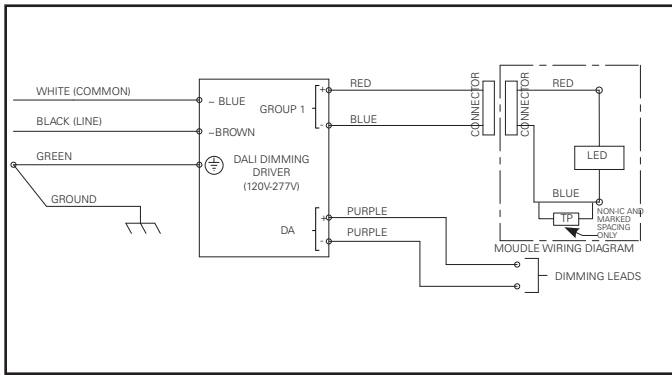 WHITE (COMMON)
BLACK (LINE)
GREEN
GROUND
~ BLUE
~BROWN
GROUP 1
+
-
DALI DIMMING
DRIVER
(120V-277V)
DA
+
-
RED
BLUE
PURPLE
PURPLE
CONNECTOR
CONNECTOR
RED
LED
BLUE
TP
NON-IC AND
MARKED
SPACING
ONLY
MOUDLE WIRING DIAGRAM
DIMMING LEADS